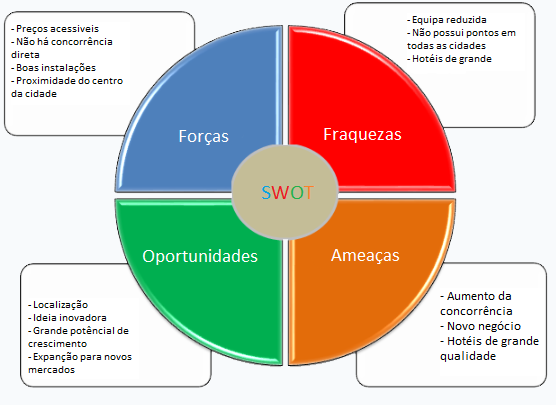 - Preços acessiveis
- Não há concorrência
direta
- Boas instalações
- Proximidade do centro
da cidade
- Equipa reduzida
- Não possui pontos em
todas as cidades
- Hotéis de grande
Forças
Fraquezas
SWOT
Oportunidades
Ameaças
- Localização
- Ideia inovadora
- Grande potêncial de
crescimento
- Expanção para novos
mercados
- Aumento da
concorrência
- Novo negócio
- Hotéis de grande
qualidade